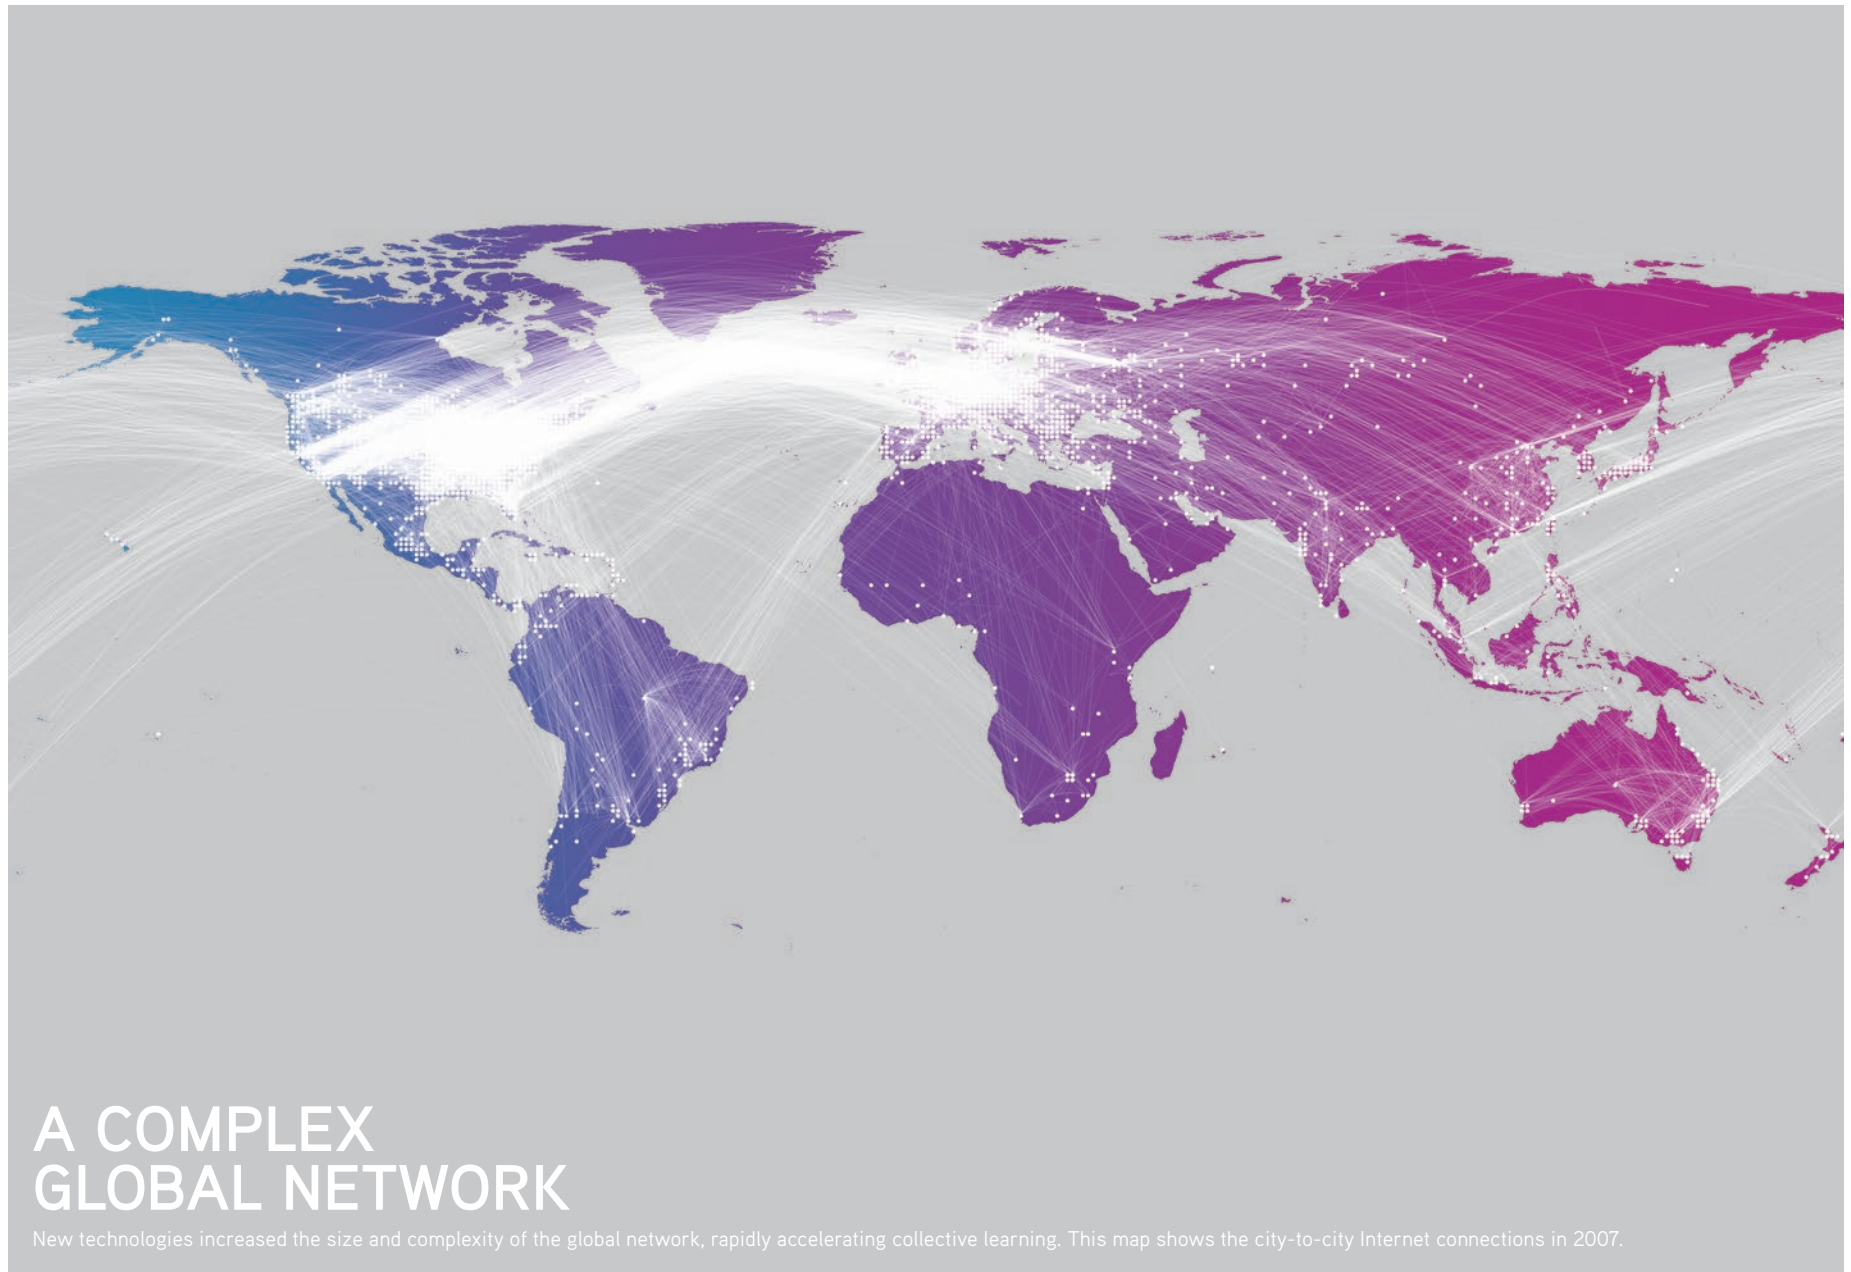 A COMPLEX
GLOBAL NETWORK
New technologies increased the size and complexity of the global network, rapidly accelerating collective learning. This map shows the city-to-city Internet connections in 2007.